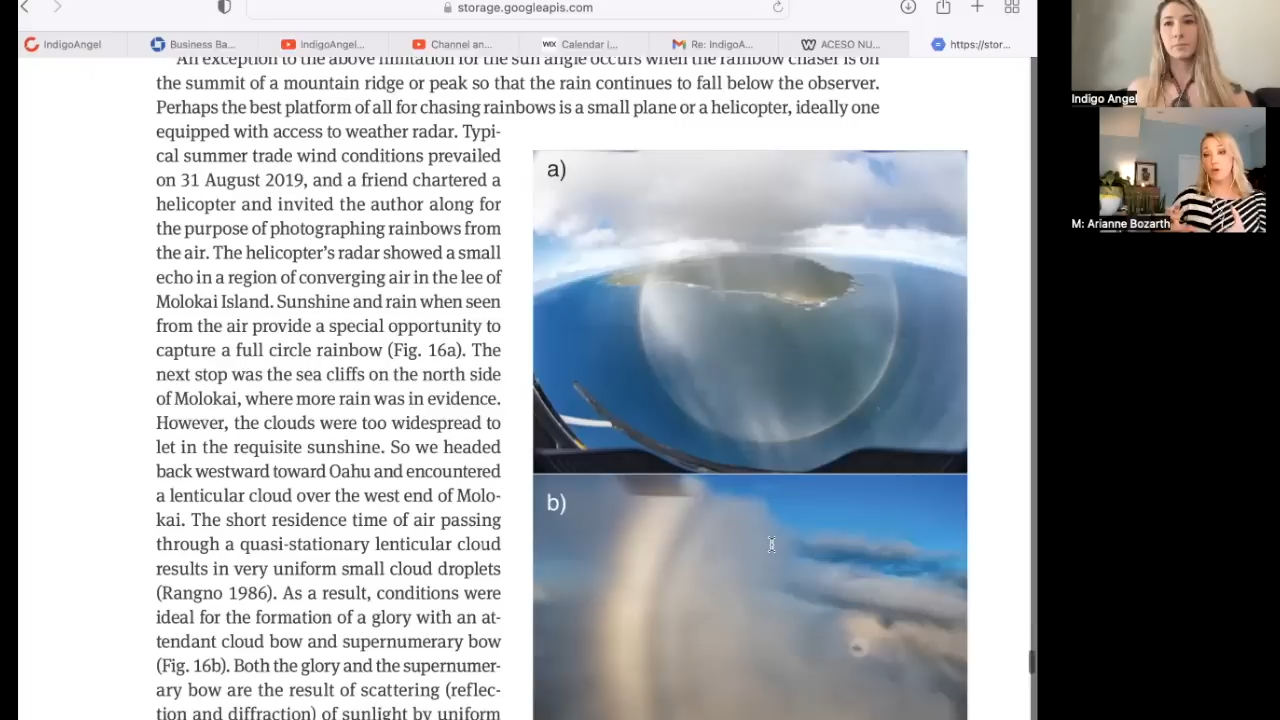 storage.googleapis.com
IndigoAngel
Business Ba...
IndigoAngel...
Channel an...
WIX Calendar |...
Re: IndigoA...
ACESO NU...
https://stor...
An exception to the above limitation for the sun angle occurs when the rainbow chaser is on
the summit of a mountain ridge or peak so that the rain continues to fall below the observer.
Perhaps the best platform of all for chasing rainbows is a small plane or a helicopter, ideally one
equipped with access to weather radar. Typi-
cal summer trade wind conditions prevailed
on 31 August 2019, and a friend chartered a
helicopter and invited the author along for
the purpose of photographing rainbows from
the air. The helicopter's radar showed a small
echo in a region of converging air in the lee of
Molokai Island. Sunshine and rain when seen
from the air provide a special opportunity to
capture a full circle rainbow (Fig. 16a). The
next stop was the sea cliffs on the north side
of Molokai, where more rain was in evidence.
However, the clouds were too widespread to
let in the requisite sunshine. So we headed
back westward toward Oahu and encountered
a lenticular cloud over the west end of Molo-
kai. The short residence time of air passing
through a quasi-stationary lenticular cloud
results in very uniform small cloud droplets
(Rangno 1986). As a result, conditions were
ideal for the formation of a glory with an at-
tendant cloud bow and supernumerary bow
(Fig. 16b). Both the glory and the supernumer-
ary bow are the result of scattering (reflec-
tion and diffraction) of sunlight by uniform
a)
b)
Indigo Angel
M: Arianne Bozarth